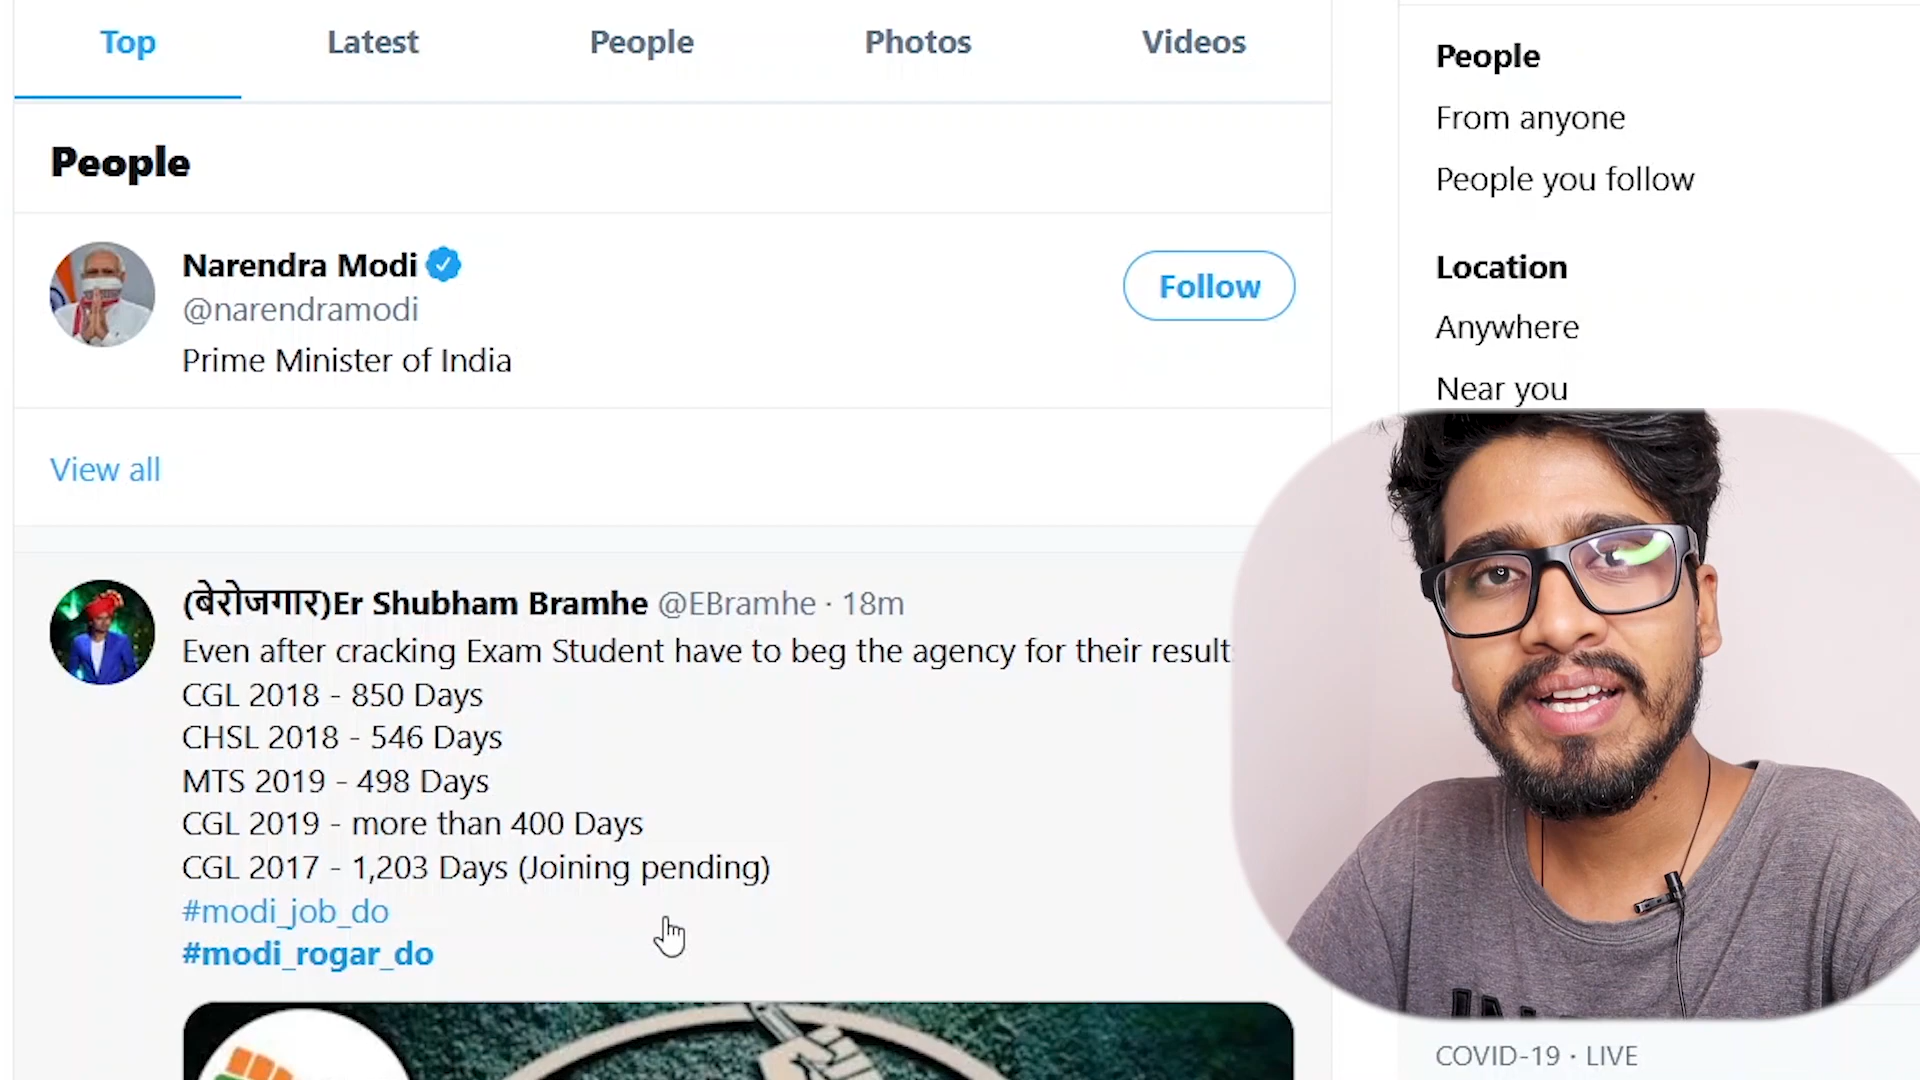 Top Latest People Photos Videos
People
Narendra Modi
@narendramodi
Follow
Prime Minister of India
View all
(बेरोजगार)Er Shubham Bramhe @EBramhe · 18m
Even after cracking Exam Student have to beg the agency for their result
CGL 2018 - 850 Days
CHSL 2018 - 546 Days
MTS 2019 - 498 Days
CGL 2019 - more than 400 Days
CGL 2017 - 1,203 Days (Joining pending)
#modi_job_do
#modi_rogar_do
People
From anyone
People you follow
Location
Anywhere
Near you
COVID-19 · LIVE